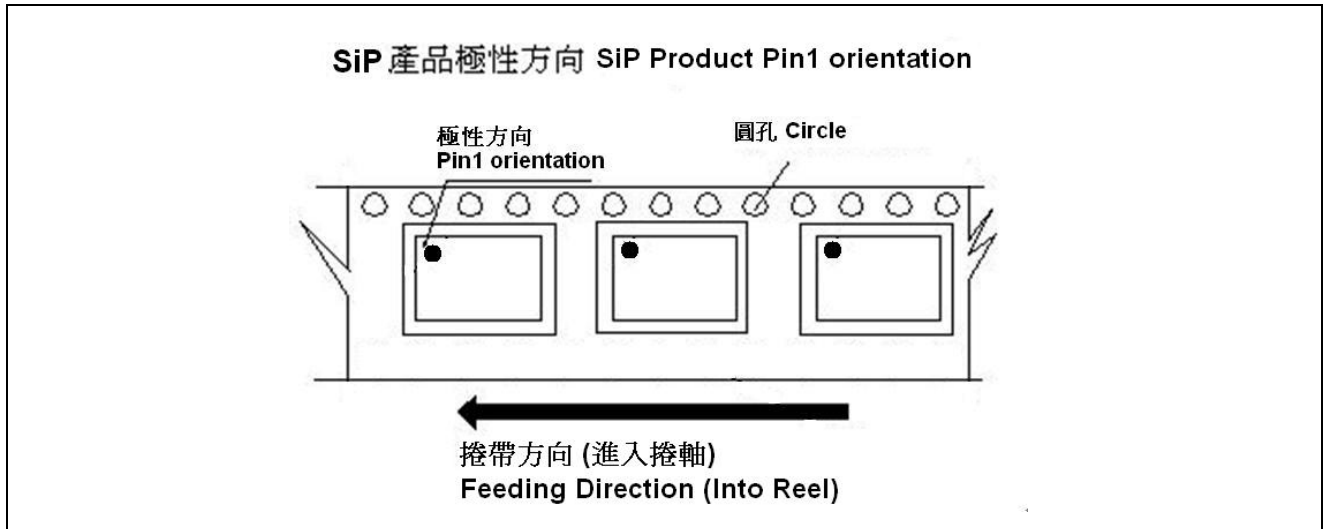 SiP 產品極性方向 SiP Product Pin1 orientation
極性方向
Pin1 orientation
圓孔 Circle
捲帶方向 (進入捲軸)
Feeding Direction (Into Reel)